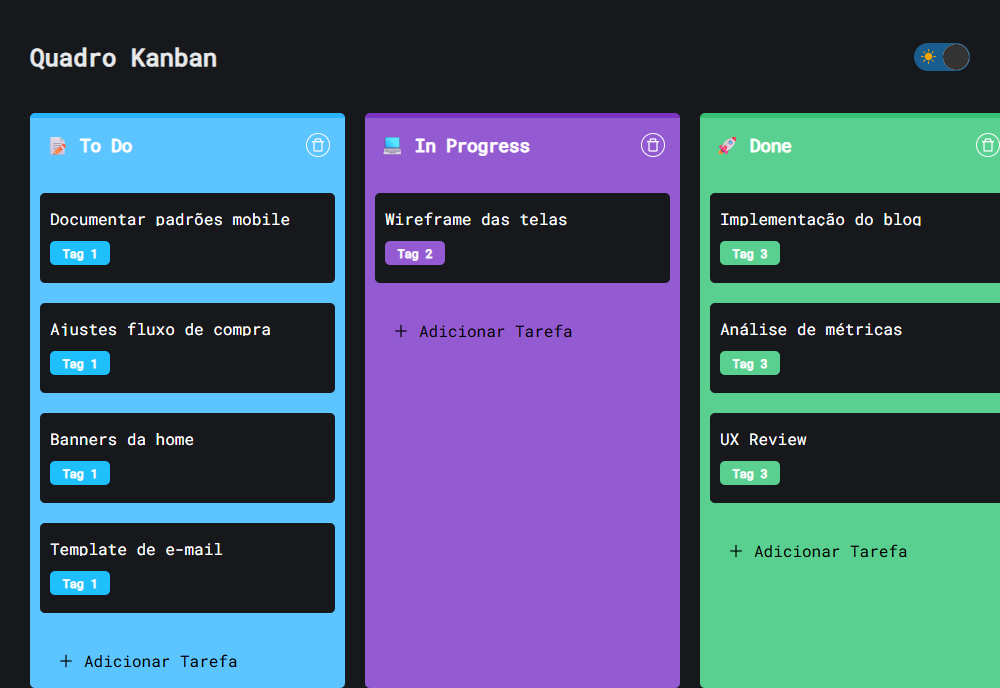 Quadro Kanban
To Do
Documentar padrões mobile
Tag 1
Ajustes fluxo de compra
Tag 1
Banners da home
Tag 1
Template de e-mail
Tag 1
+ Adicionar Tarefa
In Progress
Wireframe das telas
Tag 2
+ Adicionar Tarefa
Done
Implementação do blog
Tag 3
Análise de métricas
Tag 3
UX Review
Tag 3
+ Adicionar Tarefa